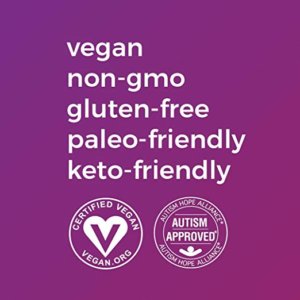 vegan
non-gmo
gluten-free
paleo-friendly
keto-friendly
CERTIFIED VEGAN
VEGAN.ORG
AUTISM HOPE ALLIANCE®
AUTISM
APPROVED®
AUTISM HOPE ALLIANCE®